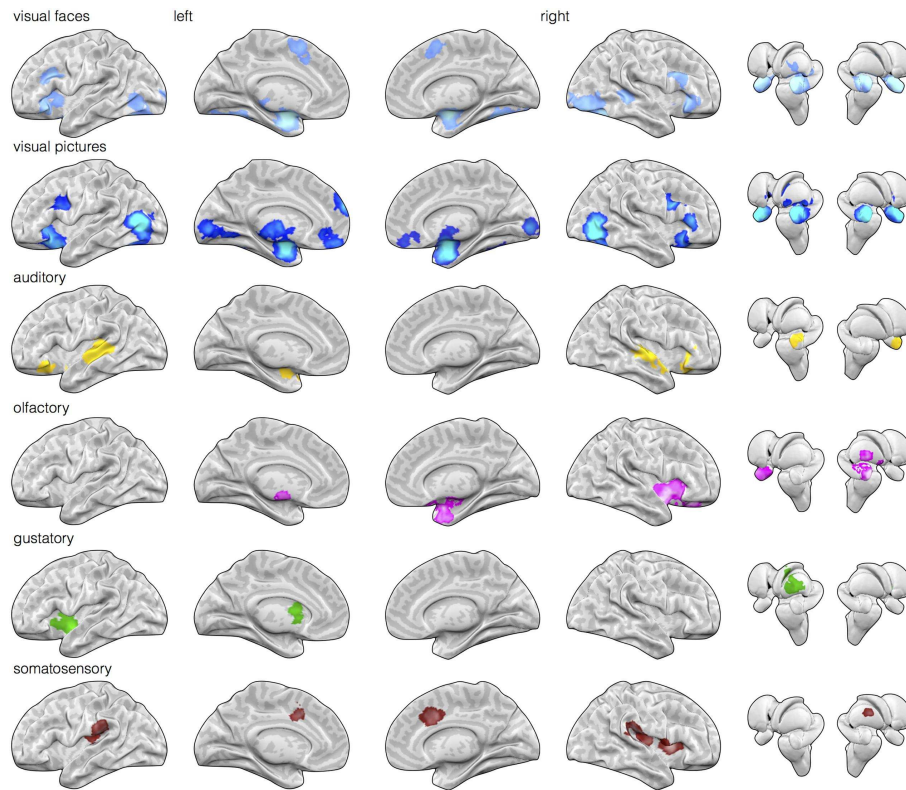 visual faces
left
right
visual pictures
auditory
olfactory
gustatory
somatosensory